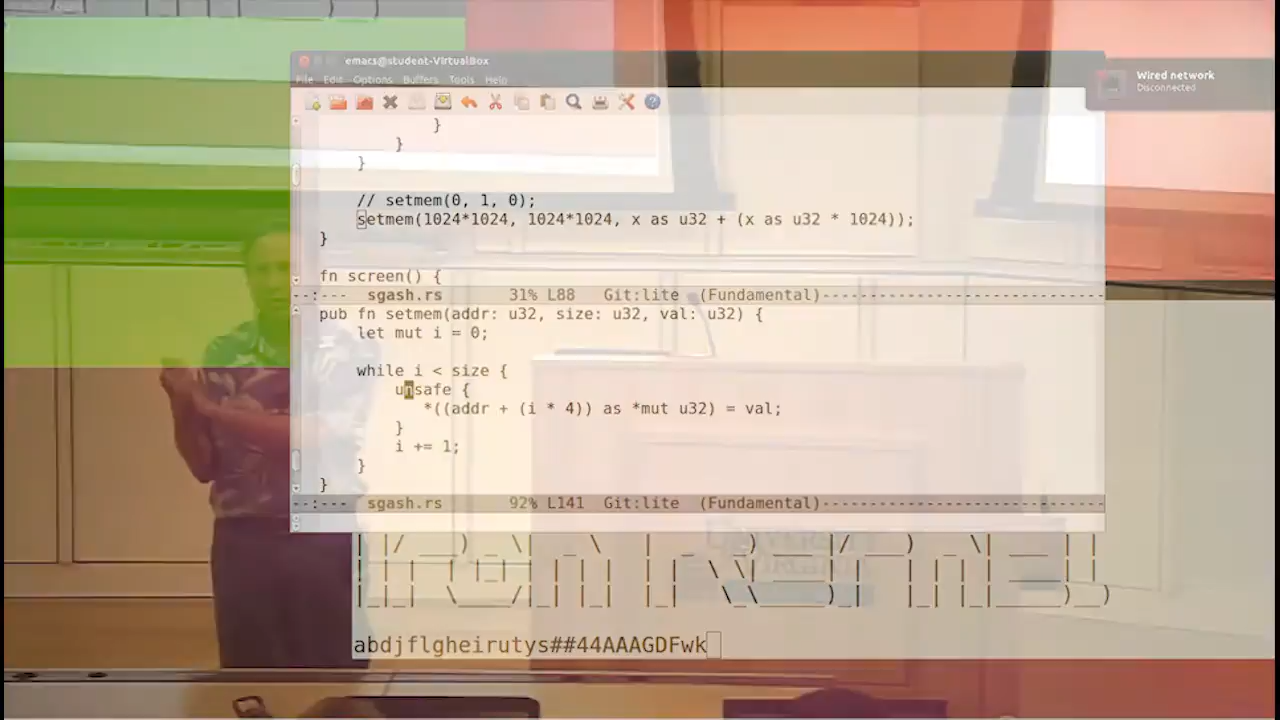 emacs@student-VirtualBox
File Edit Options Buffers Tools Help
Wired network
Disconnected
}
}
}
// setmem(0, 1, 0);
setmem(1024*1024, 1024*1024, x as u32 + (x as u32 * 1024));
}
fn screen() {
--:--- sgash.rs 31% L88 Git:lite (Fundamental)------------------------------
pub fn setmem(addr: u32, size: u32, val: u32) {
let mut i = 0;
while i < size {
unsafe {
*((addr + (i * 4)) as *mut u32) = val;
}
i += 1;
}
}
--:--- sgash.rs 92% L141 Git:lite (Fundamental)------------------------------
UNIVERSITY
VIRGINIA
abdjflgheirutys##44AAAGDFwk